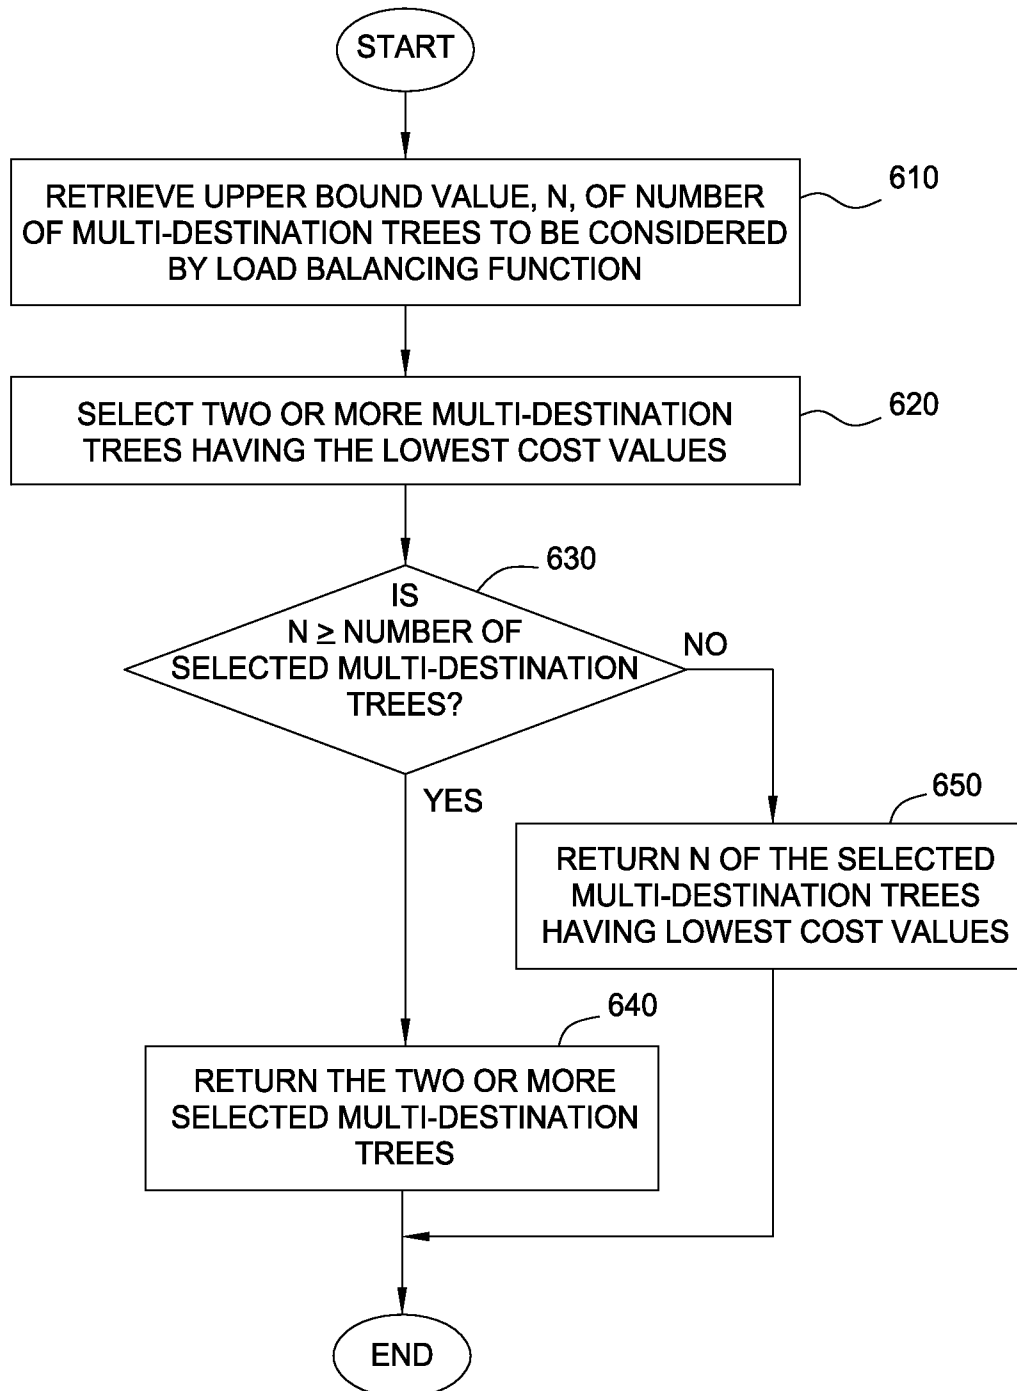 START
RETRIEVE UPPER BOUND VALUE, N, OF NUMBER
OF MULTI-DESTINATION TREES TO BE CONSIDERED
BY LOAD BALANCING FUNCTION
610
SELECT TWO OR MORE MULTI-DESTINATION
TREES HAVING THE LOWEST COST VALUES
620
630
IS
N ≥ NUMBER OF
SELECTED MULTI-DESTINATION
TREES?
NO
YES
650
RETURN N OF THE SELECTED
MULTI-DESTINATION TREES
HAVING LOWEST COST VALUES
640
RETURN THE TWO OR MORE
SELECTED MULTI-DESTINATION
TREES
END